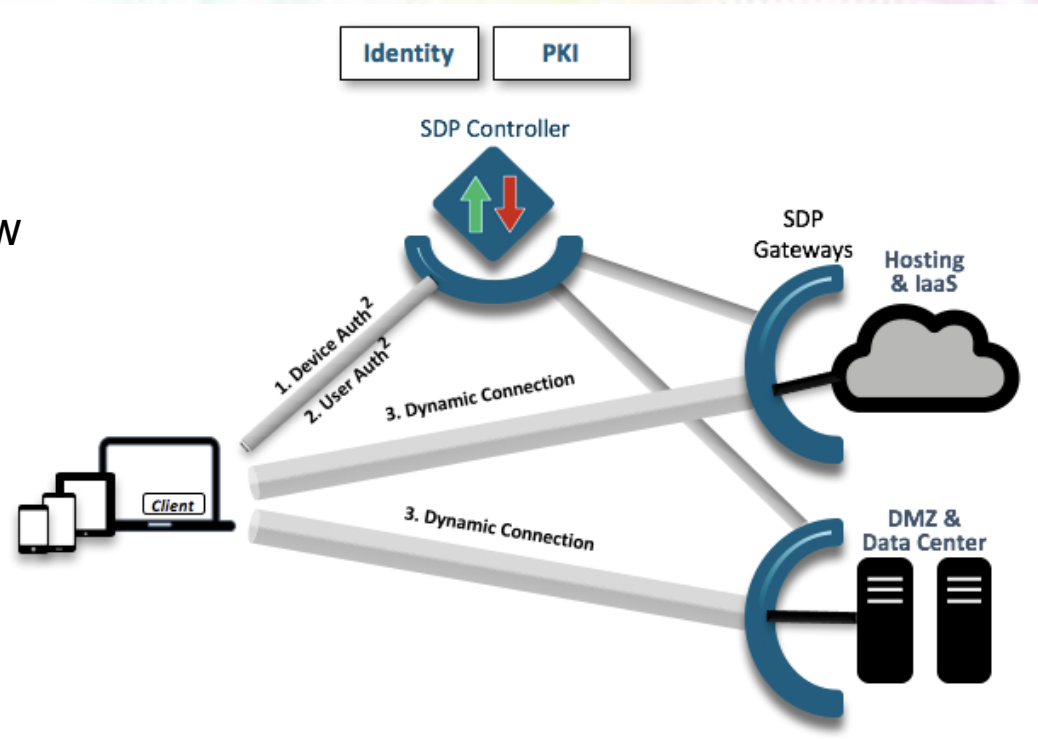 Identity
PKI
SDP Controller
w
SDP
Gateways
Hosting
& IaaS
1. Device Auth²
2. User Auth²
3. Dynamic Connection
Client
3. Dynamic Connection
DMZ &
Data Center